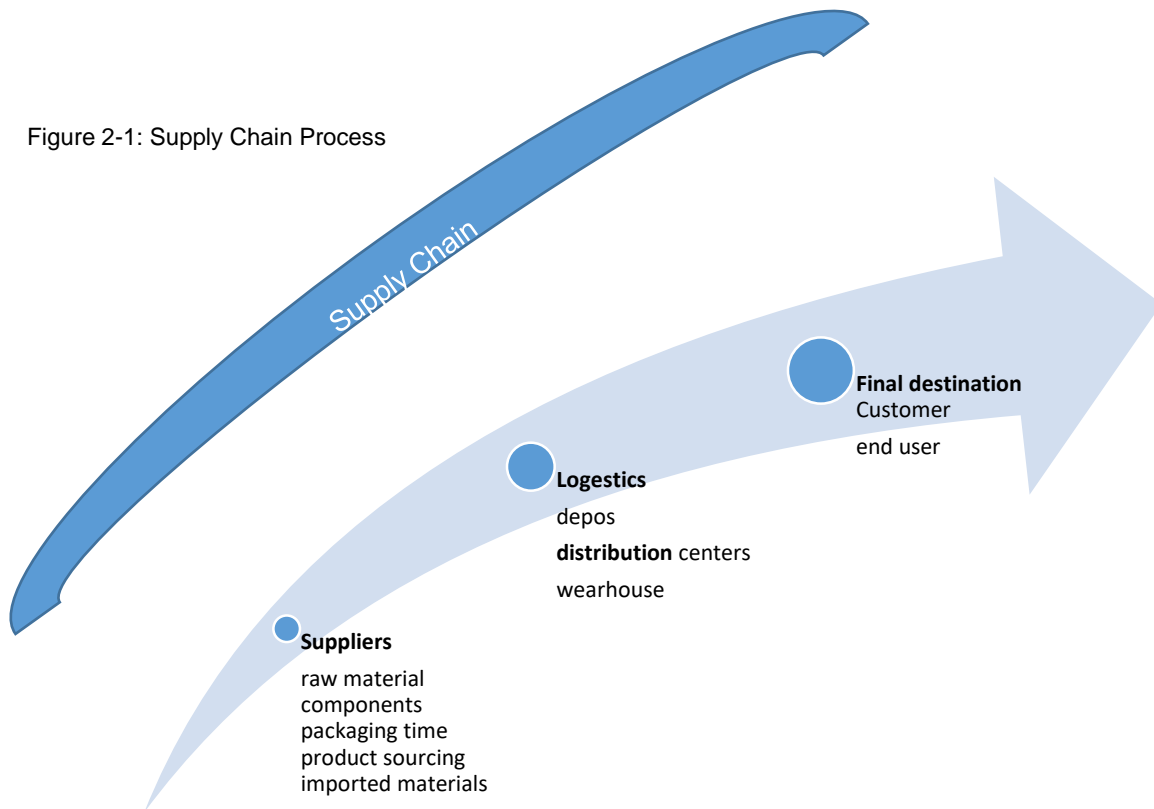 Figure 2-1: Supply Chain Process
Supply Chain
Final destination
Customer
end user
Logestics
depos
distribution centers
wearhouse
Suppliers
raw material
components
packaging time
product sourcing
imported materials